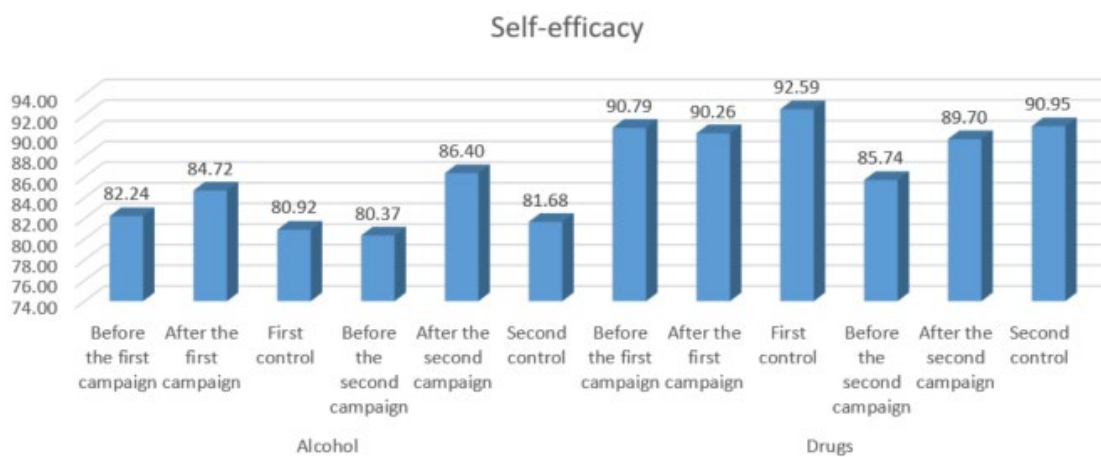 Self-efficacy
94.00
92.00
90.00
88.00
86.00
84.00
82.00
80.00
78.00
76.00
74.00
82.24
84.72
80.92
80.37
86.40
81.68
90.79
90.26
92.59
85.74
89.70
90.95
Before
the first
campaign
After the
first
campaign
First
control
Before
the
second
campaign
After the
second
campaign
Second
control
Before
the first
campaign
After the
first
campaign
First
control
Before
the
second
campaign
After the
second
campaign
Second
control
Alcohol
Drugs